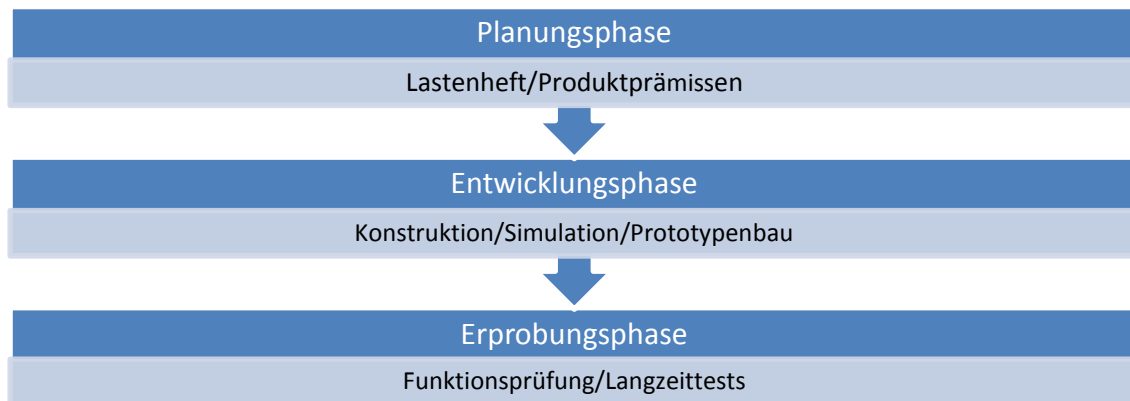 Planungsphase
Lastenheft/Produktprämissen
Entwicklungsphase
Konstruktion/Simulation/Prototypenbau
Erprobungsphase
Funktionsprüfung/Langzeittests